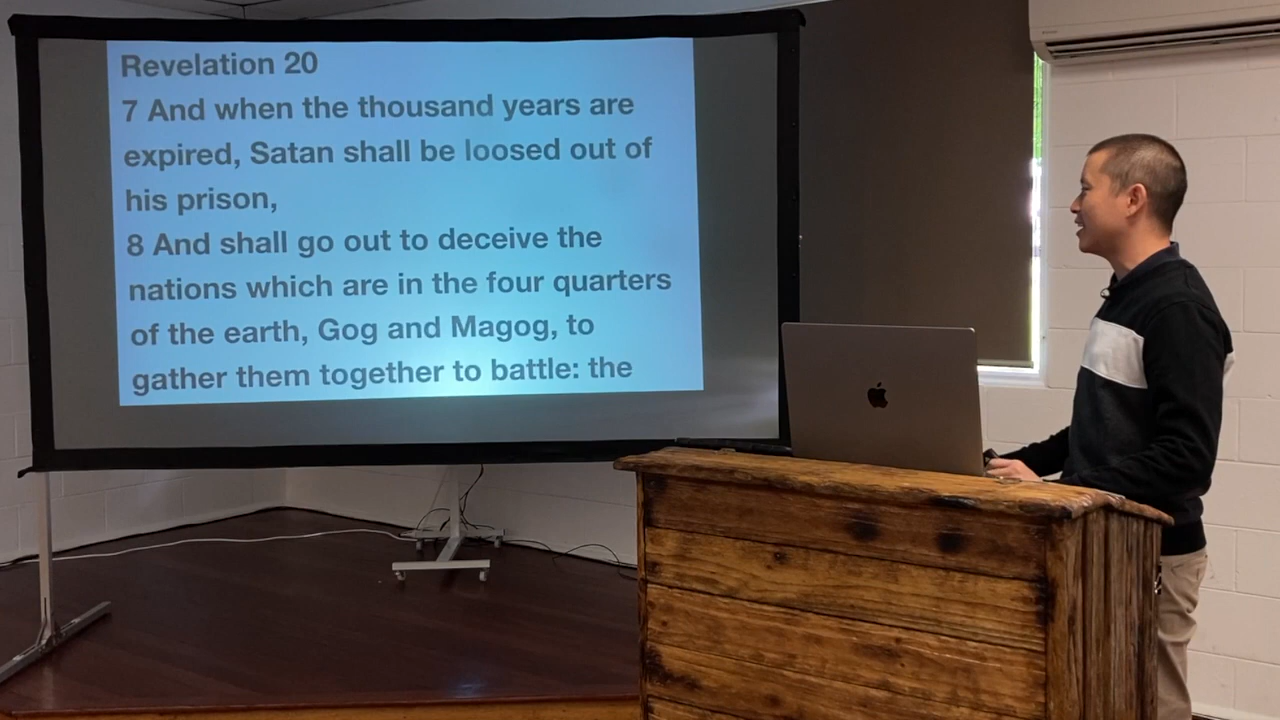 Revelation 20
7 And when the thousand years are
expired, Satan shall be loosed out of
his prison,
8 And shall go out to deceive the
nations which are in the four quarters
of the earth, Gog and Magog, to
gather them together to battle: the